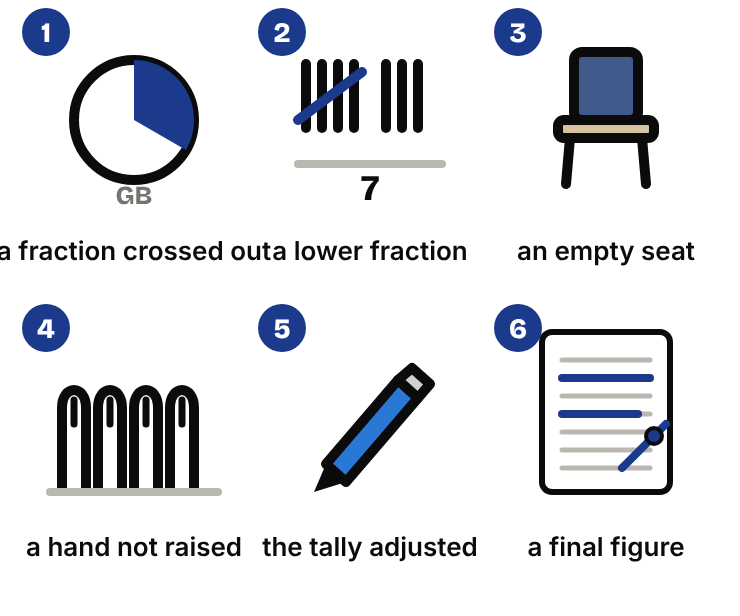 1
2
3
GB
7
a fraction crossed out
a lower fraction
an empty seat
4
5
6
a hand not raised
the tally adjusted
a final figure